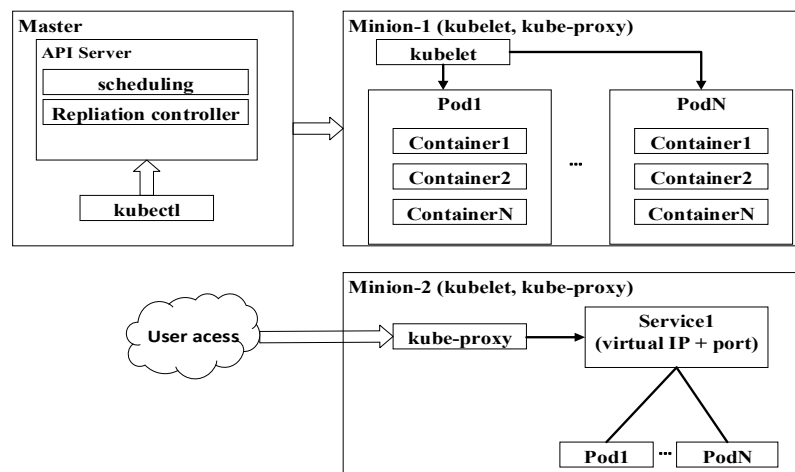 Master
API Server
scheduling
Repliation controller
kubectl
Minion-1 (kubelet, kube-proxy)
kubelet
Pod1
Container1
Container2
ContainerN
...
PodN
Container1
Container2
ContainerN
Minion-2 (kubelet, kube-proxy)
User acess
kube-proxy
Service1
(virtual IP + port)
Pod1
...
PodN